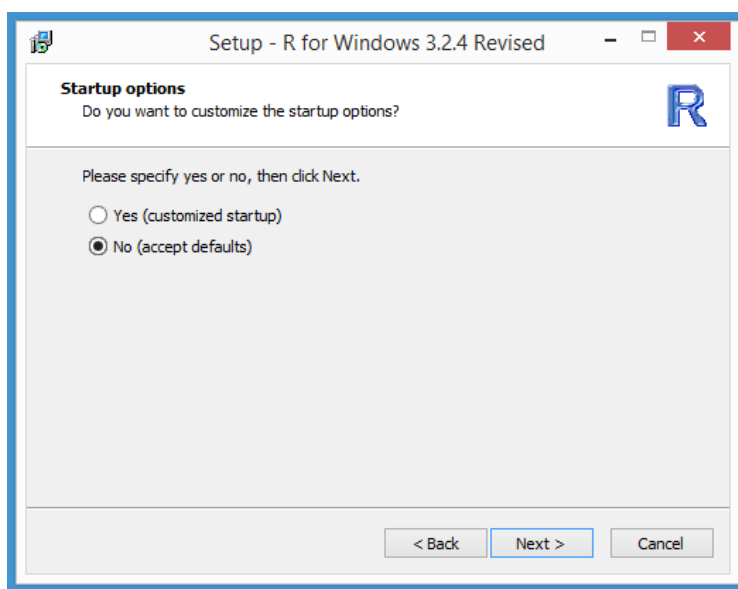 Setup - R for Windows 3.2.4 Revised
Startup options
Do you want to customize the startup options?
R
Please specify yes or no, then click Next.
Yes (customized startup)
No (accept defaults)
< Back Next > Cancel